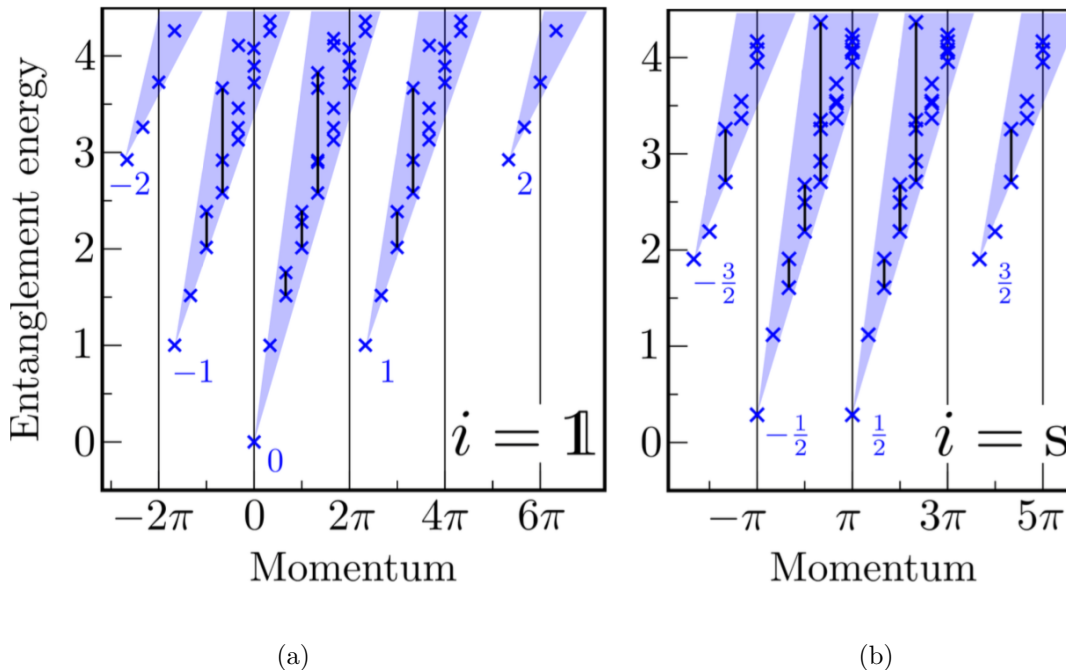 Entanglement energy
4
3
2
1
0
−2
−1
0
1
2
i = 𝟙
−2π 0 2π 4π 6π
Momentum
(a)
4
3
2
1
0
−3/2
−1/2
1/2
3/2
i = s
−π π 3π 5π
Momentum
(b)